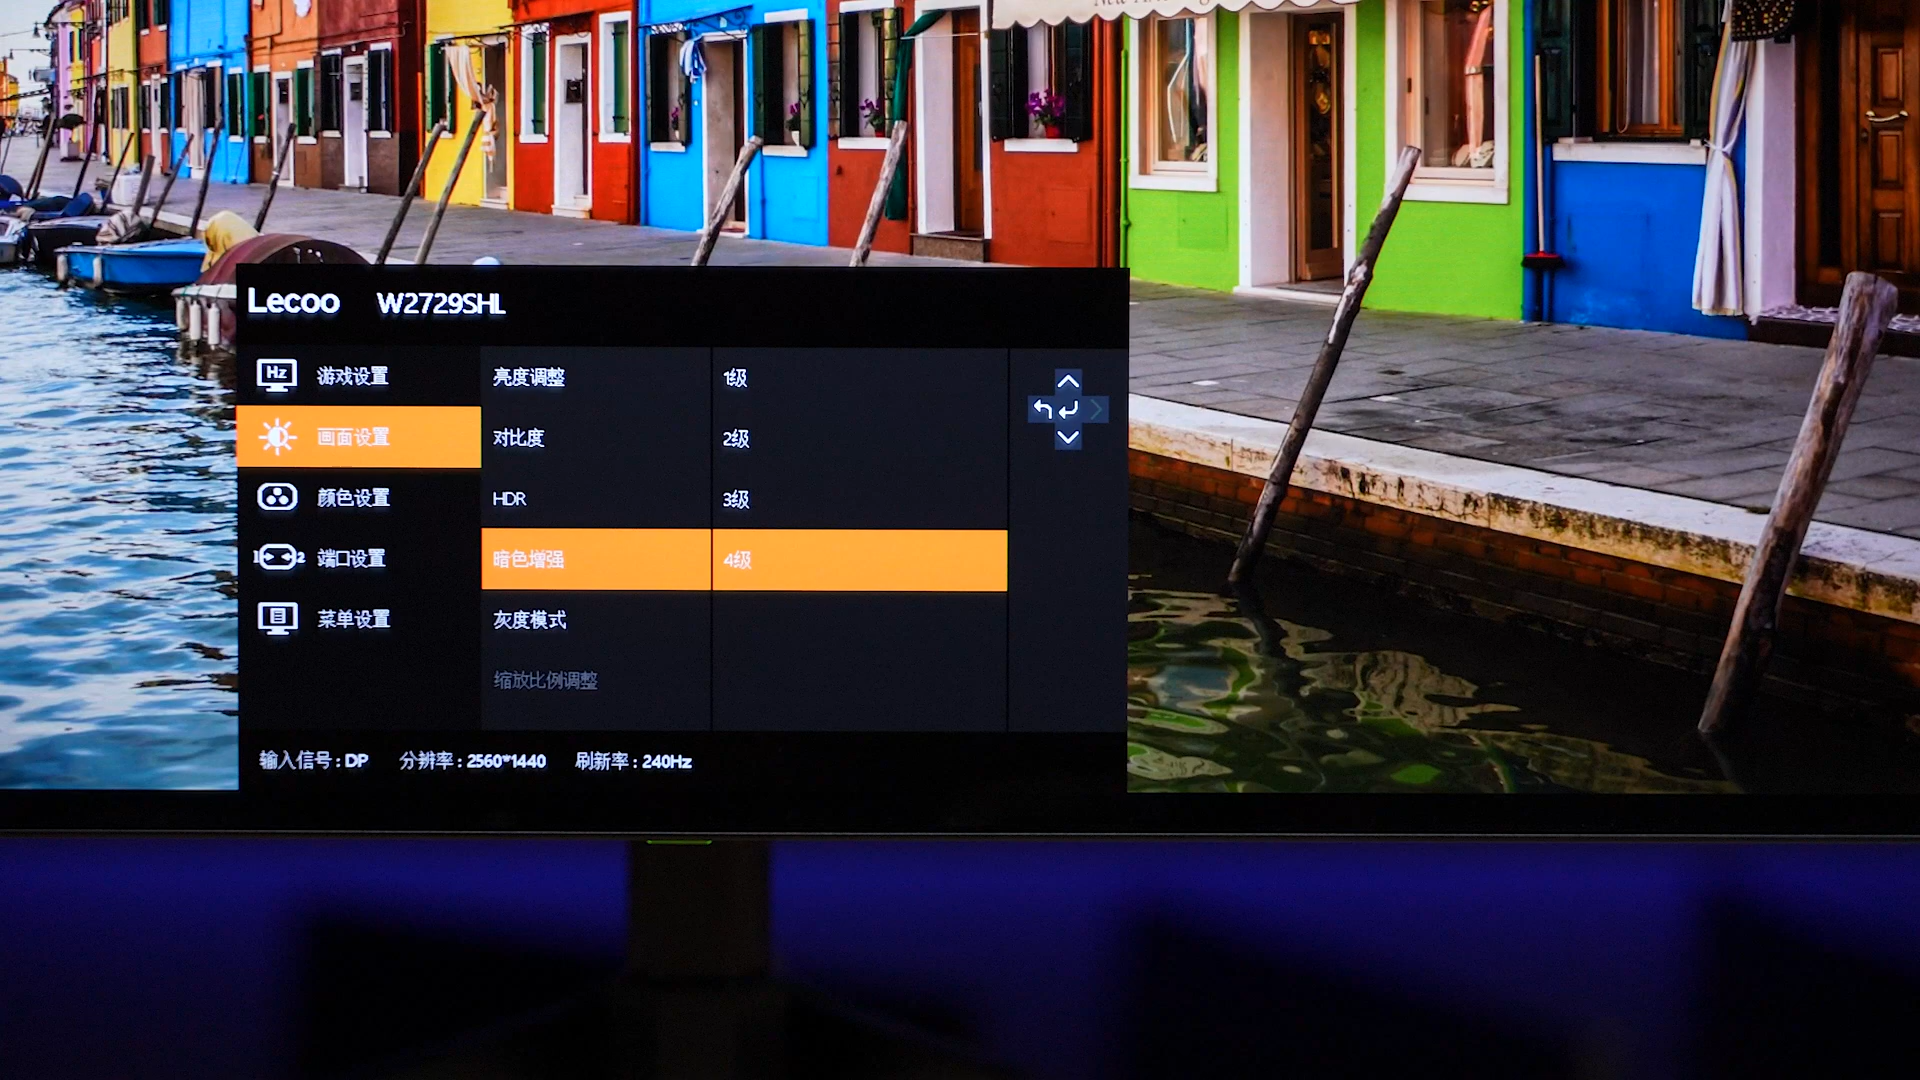 Lecoo W2729SHL
Hz 游戏设置 亮度调整 1级
画面设置 对比度 2级
颜色设置 HDR 3级
1 2 端口设置 暗色增强 4级
菜单设置 灰度模式
缩放比例调整
输入信号 : DP 分辨率 : 2560*1440 刷新率 : 240Hz